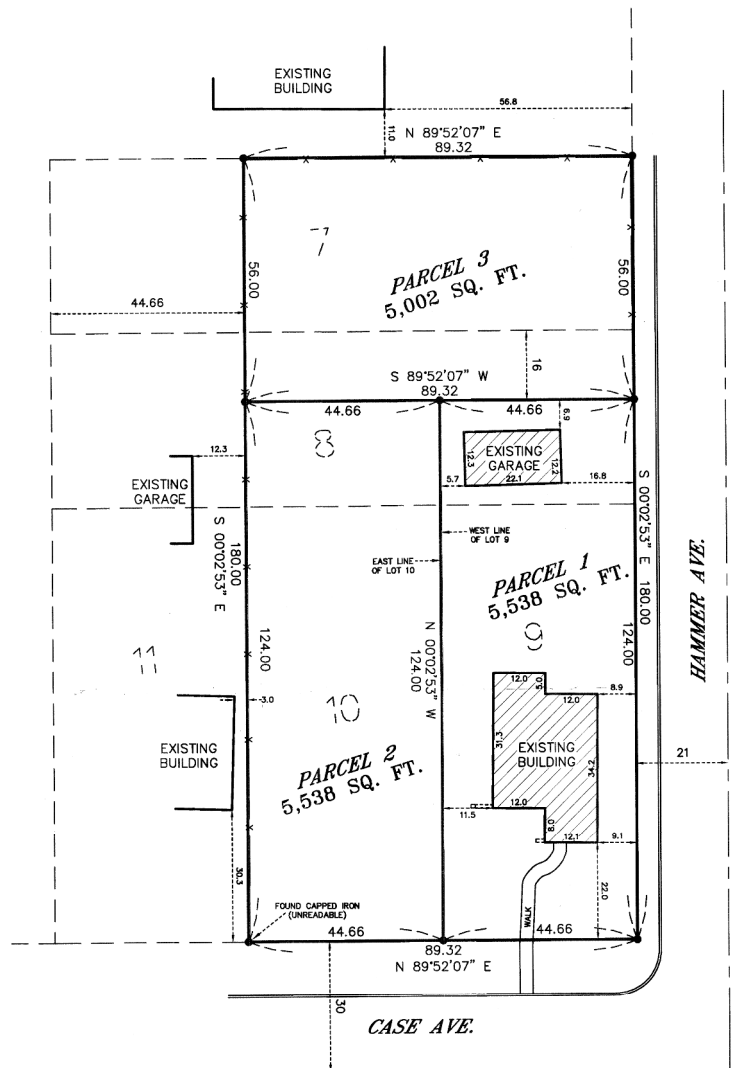 EXISTING
BUILDING
56.8
11.0
N 89°52'07" E
89.32
7
56.00
56.00
PARCEL 3
5,002 SQ. FT.
44.66
16
S 89°52'07" W
89.32
44.66
44.66
6.9
8
12.3
EXISTING
GARAGE
12.3
EXISTING
GARAGE
12.2
22.1
5.7
16.8
S 00°02'53" E 180.00
180.00
S 00°02'53" E
WEST LINE
OF LOT 9
EAST LINE
OF LOT 10
PARCEL 1
5,538 SQ. FT.
HAMMER AVE.
124.00
N 00°02'53" W
124.00
124.00
9
11
12.0
5.0
12.0
8.9
3.0
10
EXISTING
BUILDING
31.3
EXISTING
BUILDING
34.2
21
PARCEL 2
5,538 SQ. FT.
12.0
11.5
8.0
12.1
9.1
30.3
22.0
FOUND CAPPED IRON
(UNREADABLE)
WALK
44.66
44.66
89.32
N 89°52'07" E
30
CASE AVE.